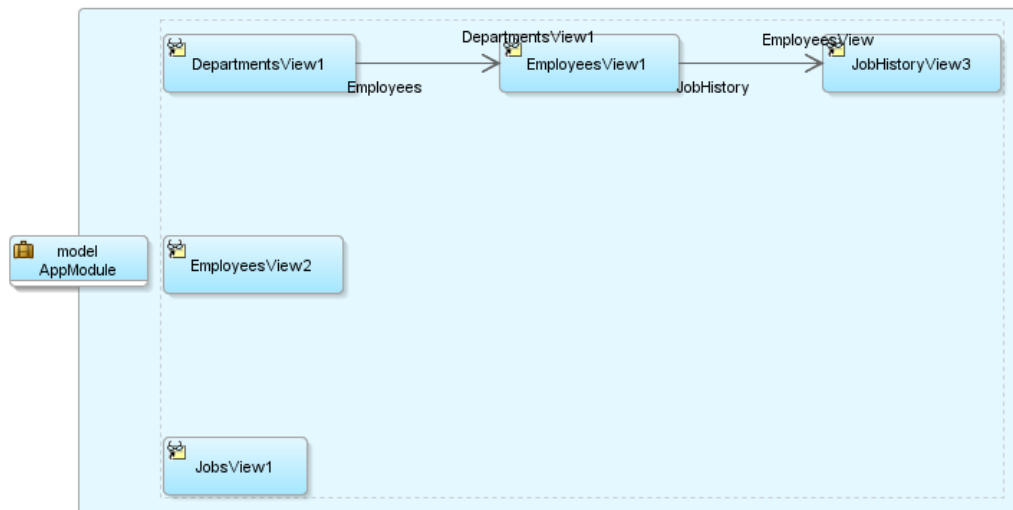 DepartmentsView1
Employees
DepartmentsView1
EmployeesView1
JobHistory
EmployeesView
JobHistoryView3
model
AppModule
EmployeesView2
JobsView1